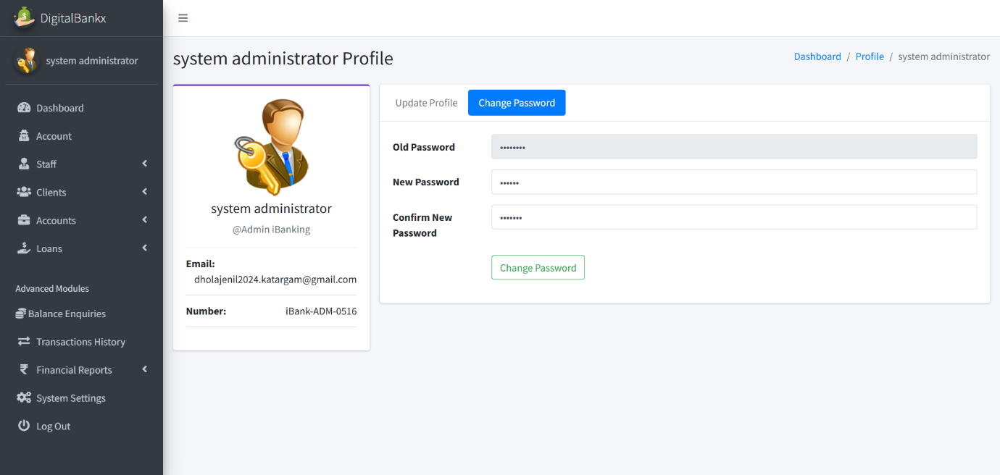 DigitalBankx
system administrator
Dashboard
Account
Staff
Clients
Accounts
Loans
Advanced Modules
Balance Enquiries
Transactions History
Financial Reports
System Settings
Log Out
system administrator Profile
Dashboard / Profile / system administrator
system administrator
@Admin iBanking
Email:
dholajenil2024.katargam@gmail.com
Number: iBank-ADM-0516
Update Profile Change Password
Old Password ••••••••
New Password ••••••
Confirm New
Password •••••••
Change Password